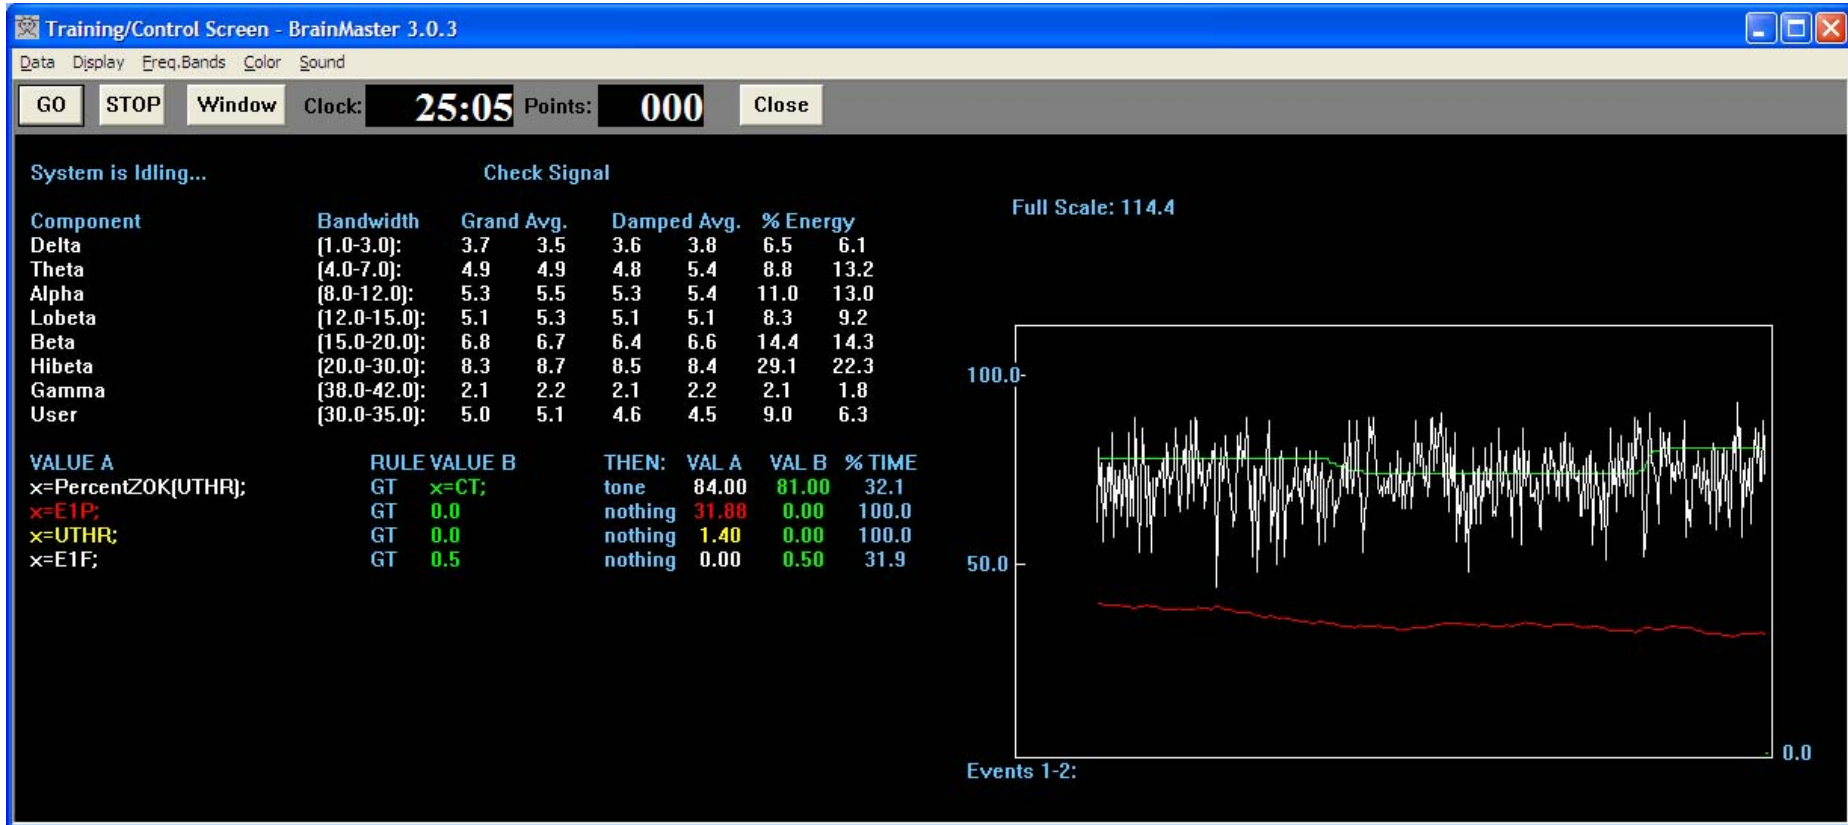 Training/Control Screen - BrainMaster 3.0.3
Data Display Freq.Bands Color Sound
GO STOP Window Clock: 25:05 Points: 000 Close
System is Idling... Check Signal
Full Scale: 114.4
Component Bandwidth Grand Avg. Damped Avg. % Energy
Delta (1.0-3.0): 3.7 3.5 3.6 3.8 6.5 6.1
Theta (4.0-7.0): 4.9 4.9 4.8 5.4 8.8 13.2
Alpha (8.0-12.0): 5.3 5.5 5.3 5.4 11.0 13.0
Lobeta (12.0-15.0): 5.1 5.3 5.1 5.1 8.3 9.2
Beta (15.0-20.0): 6.8 6.7 6.4 6.6 14.4 14.3
Hibeta (20.0-30.0): 8.3 8.7 8.5 8.4 29.1 22.3
Gamma (38.0-42.0): 2.1 2.2 2.1 2.2 2.1 1.8
User (30.0-35.0): 5.0 5.1 4.6 4.5 9.0 6.3
VALUE A RULE VALUE B THEN: VAL A VAL B % TIME
x=PercentZOK(UTHR); GT x=CT; tone 84.00 81.00 32.1
x=E1P; GT 0.0 nothing 31.88 0.00 100.0
x=UTHR; GT 0.0 nothing 1.40 0.00 100.0
x=E1F; GT 0.5 nothing 0.00 0.50 31.9
100.0-
50.0
0.0
Events 1-2: